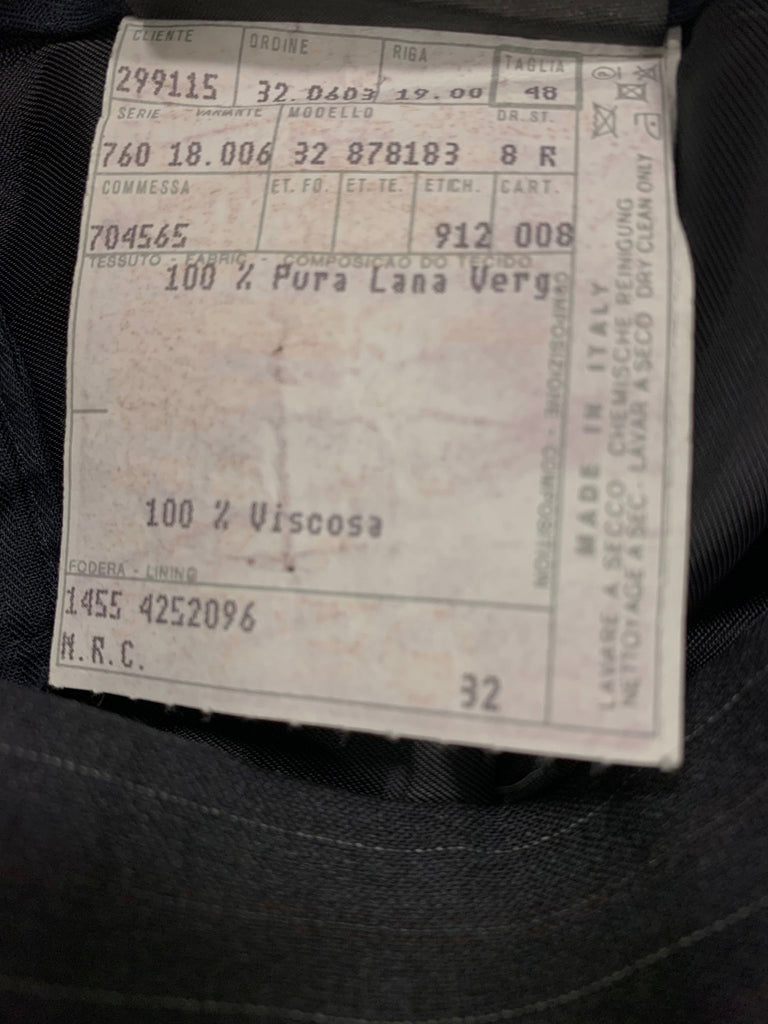 CLIENTE ORDINE RIGA TAGLIA
299115 32.0603 19.00 48
SERIE VARIANTE MODELLO DR.ST.
760 18.006 32 878183 8 R
COMMESSA ET. FO. ET. TE. ETICH. CART.
704565 912 008
TESSUTO - FABRIC - COMPOSICAO DO TECIDO
100 % Pura Lana Verg
100 % Viscosa
FODERA - LINING
1455 4252096
N.R.C.
32
COMPOSIZIONE - COMPOSITION
MADE IN ITALY
LAVARE A SECCO CHEMISCHE REINIGUNG
NETTOYAGE A SEC - LAVAR A SECO DRY CLEAN ONLY